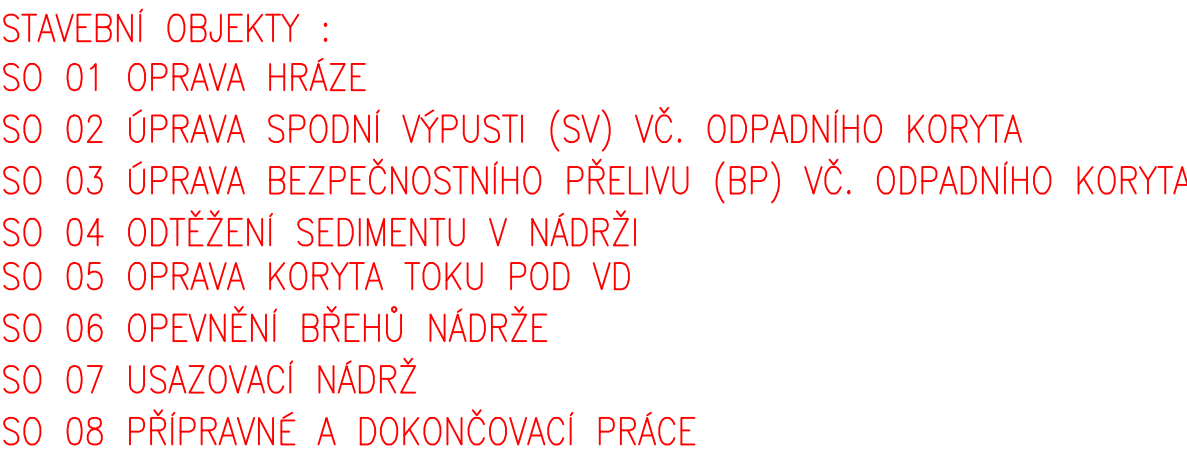 STAVEBNÍ OBJEKTY :
SO 01 OPRAVA HRÁZE
SO 02 ÚPRAVA SPODNÍ VÝPUSTI (SV) VČ. ODPADNÍHO KORYTA
SO 03 ÚPRAVA BEZPEČNOSTNÍHO PŘELIVU (BP) VČ. ODPADNÍHO KORYTA
SO 04 ODTĚŽENÍ SEDIMENTU V NÁDRŽI
SO 05 OPRAVA KORYTA TOKU POD VD
SO 06 OPEVNĚNÍ BŘEHŮ NÁDRŽE
SO 07 USAZOVACÍ NÁDRŽ
SO 08 PŘÍPRAVNÉ A DOKONČOVACÍ PRÁCE